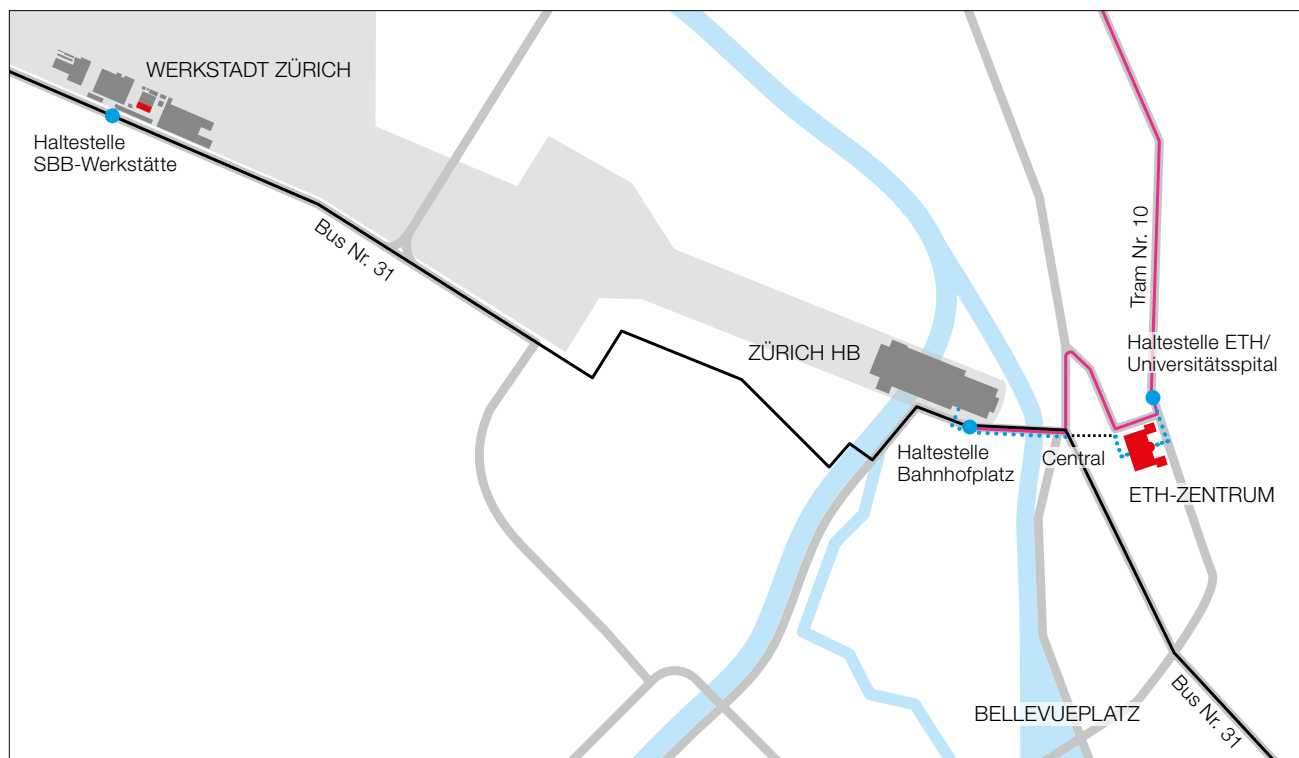 WERKSTADT ZÜRICH
Haltestelle
SBB-Werkstätte
Bus Nr. 31
Tram Nr. 10
ZÜRICH HB
Haltestelle ETH/
Universitätsspital
Haltestelle
Bahnhofplatz
Central
ETH-ZENTRUM
BELLEVUEPLATZ
Bus Nr. 31